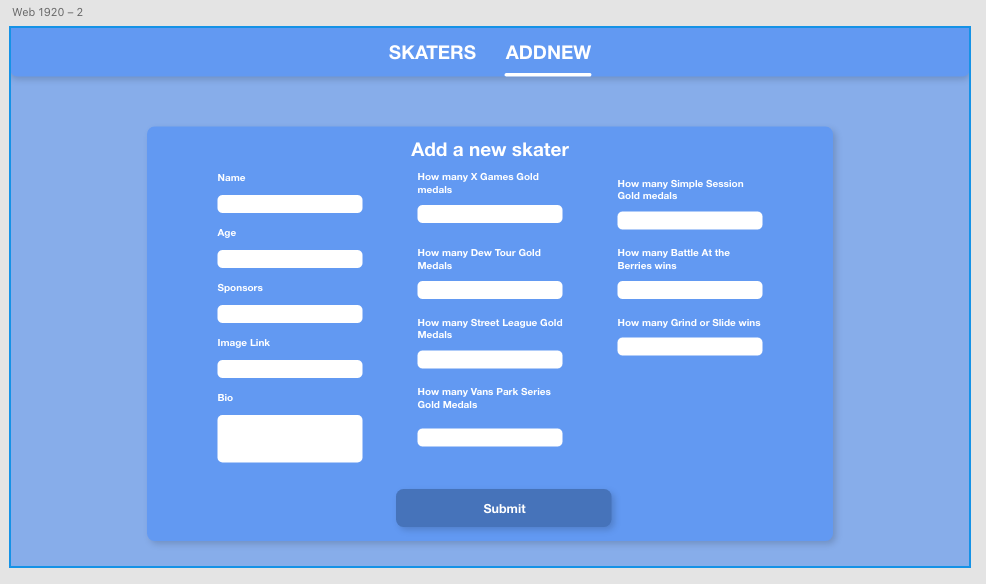 Web 1920 – 2
SKATERS
ADDNEW
Add a new skater
Name
Age
Sponsors
Image Link
Bio
How many X Games Gold
medals
How many Dew Tour Gold
Medals
How many Street League Gold
Medals
How many Vans Park Series
Gold Medals
How many Simple Session
Gold medals
How many Battle At the
Berries wins
How many Grind or Slide wins
Submit